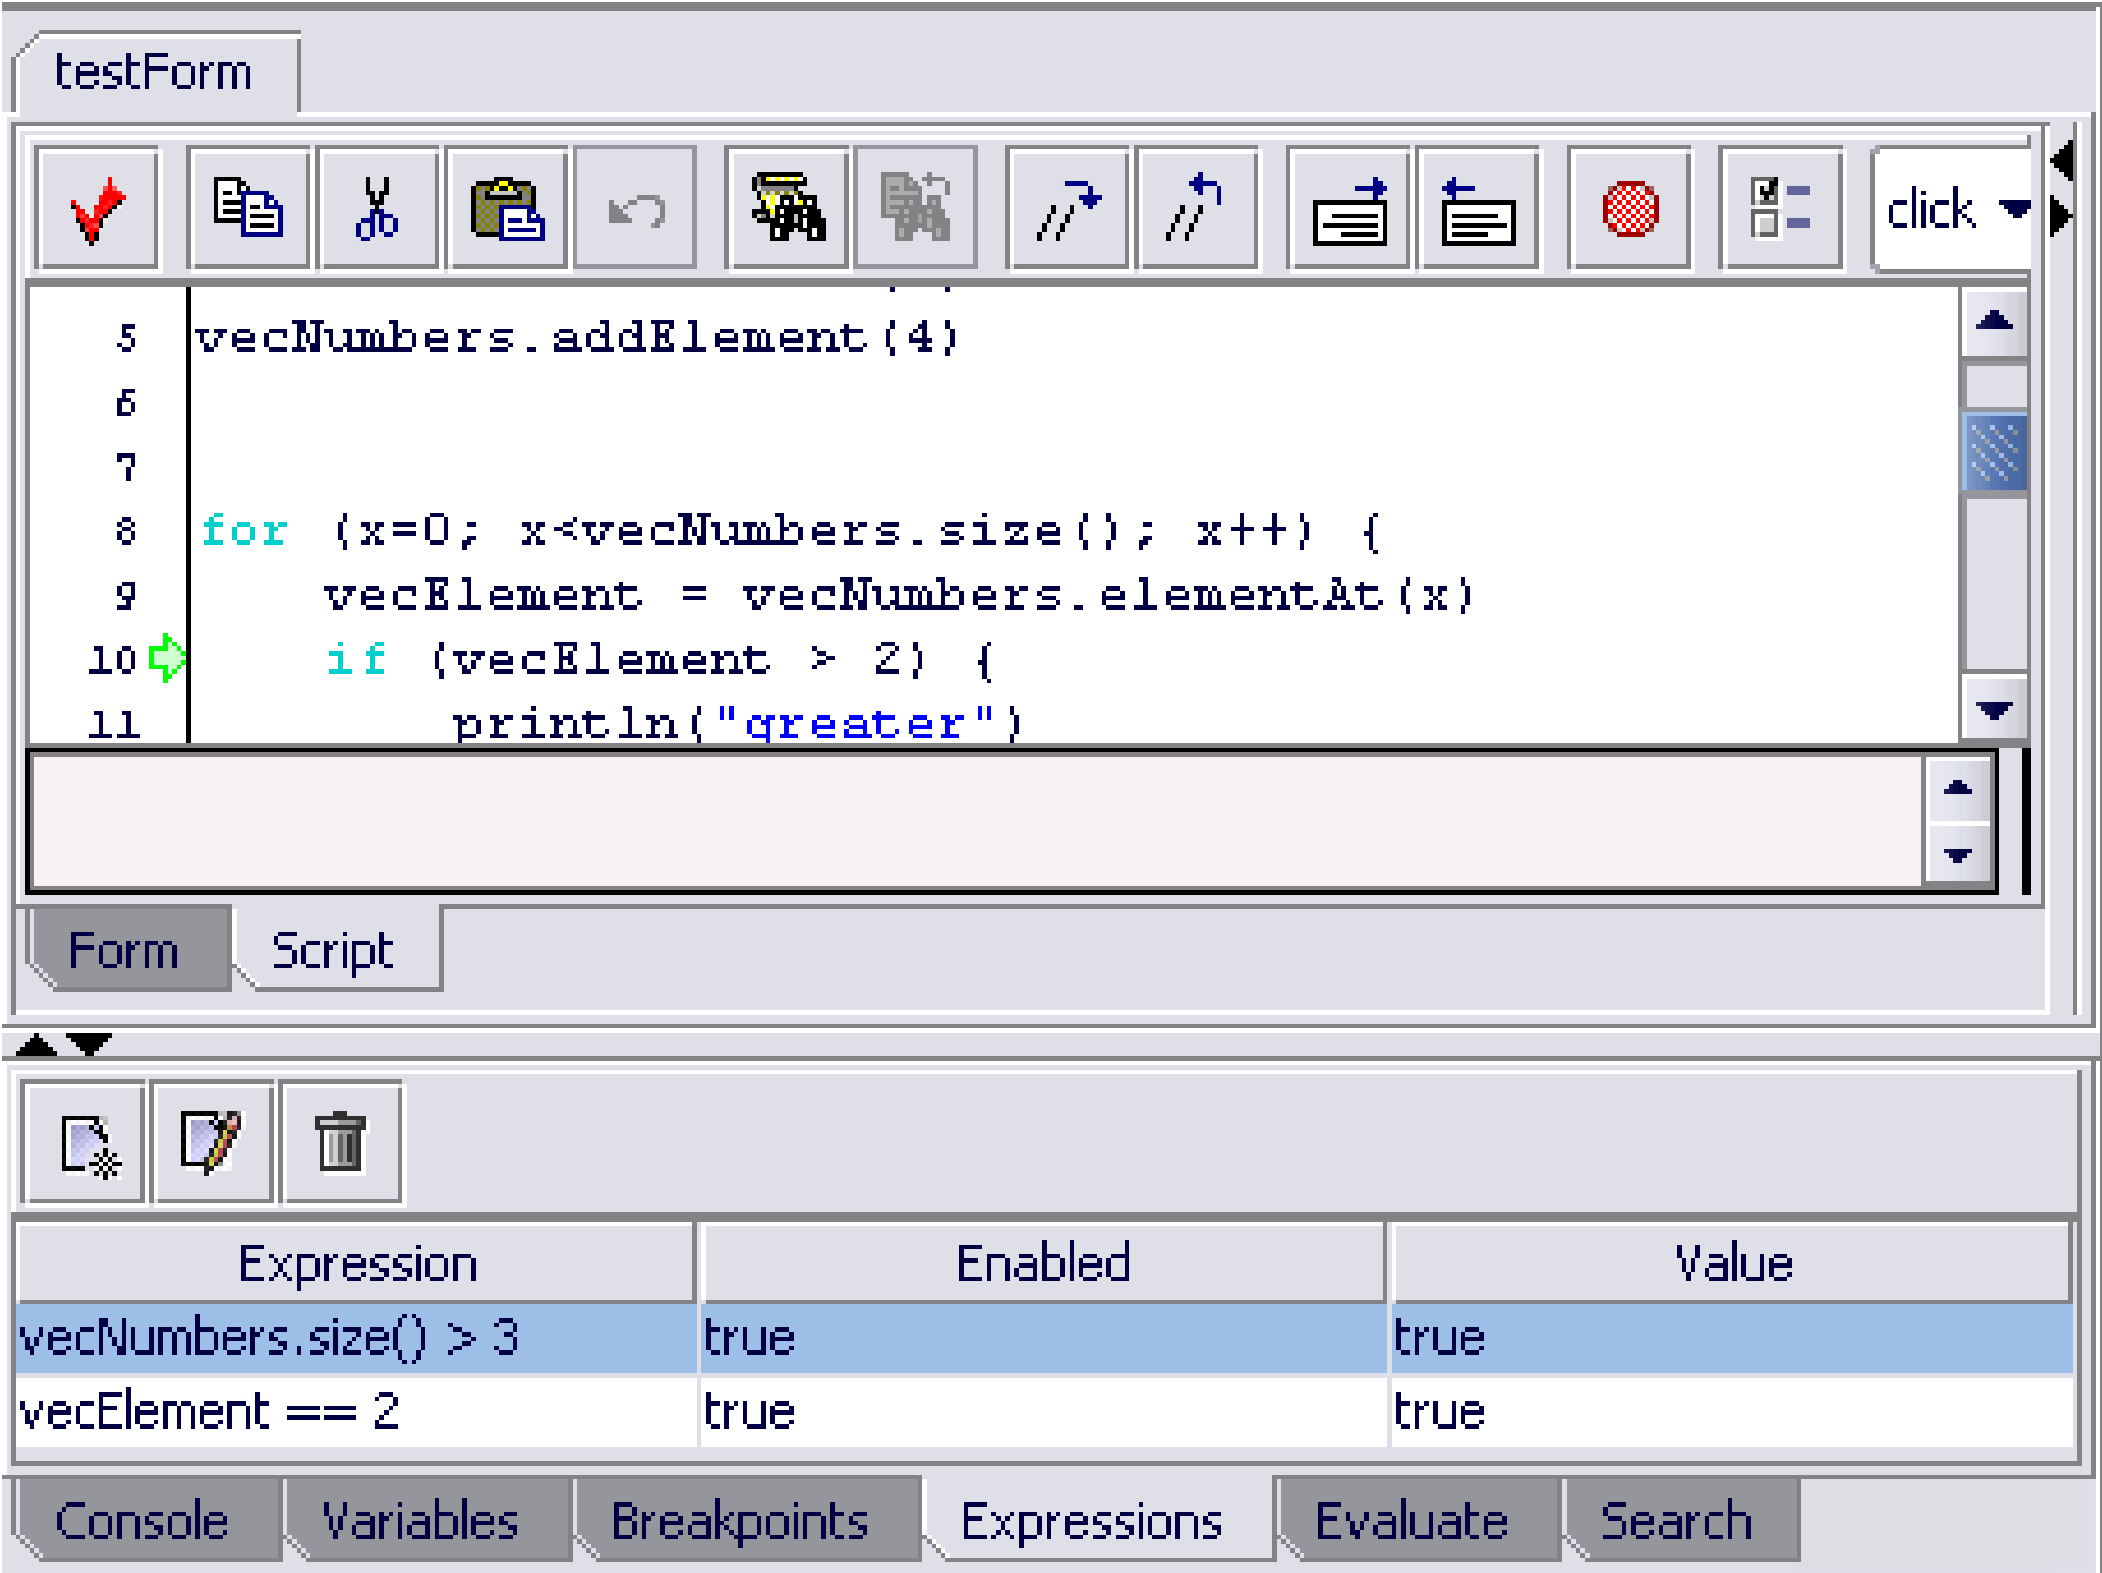 testForm
click
5 vecNumbers.addElement(4)
6
7
8 for (x=0; x<vecNumbers.size(); x++) {
9 vecElement = vecNumbers.elementAt(x)
10 if (vecElement > 2) {
11 println("greater")
Form Script
Expression Enabled Value
vecNumbers.size() > 3 true true
vecElement == 2 true true
Console Variables Breakpoints Expressions Evaluate Search